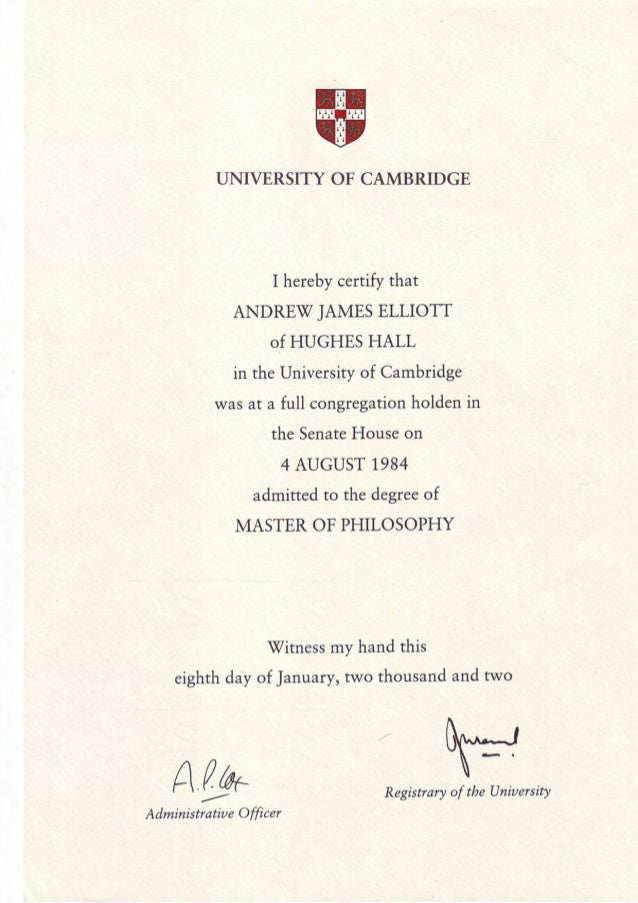 UNIVERSITY OF CAMBRIDGE
I hereby certify that
ANDREW JAMES ELLIOTT
of HUGHES HALL
in the University of Cambridge
was at a full congregation holden in
the Senate House on
4 AUGUST 1984
admitted to the degree of
MASTER OF PHILOSOPHY
Witness my hand this
eighth day of January, two thousand and two
A.P. Cox
Administrative Officer
Registrary of the University